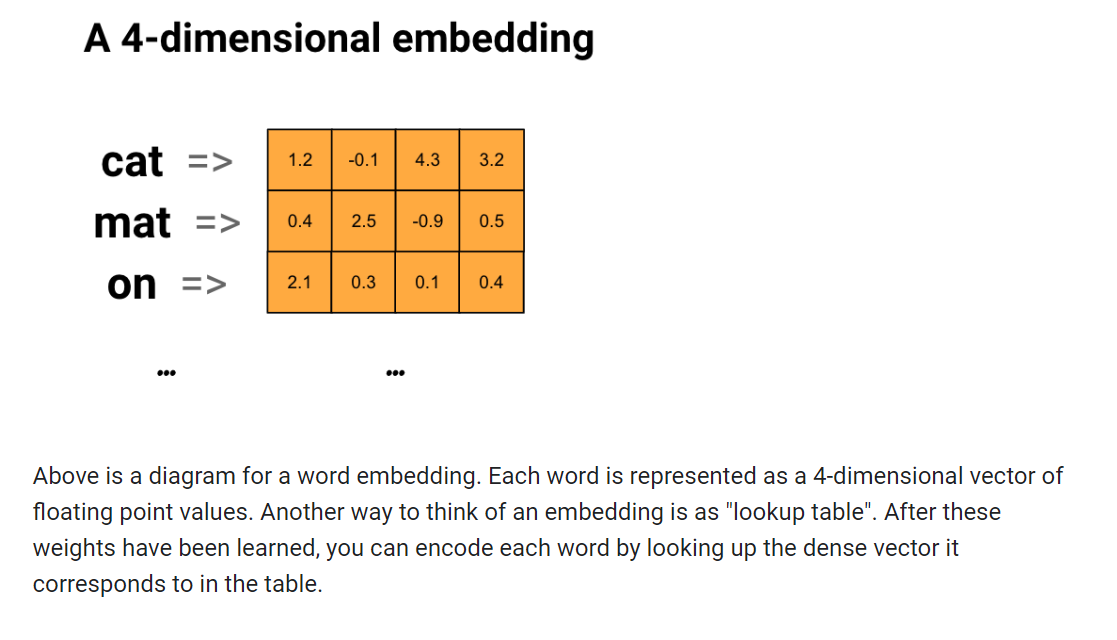 A 4-dimensional embedding
cat => 1.2 -0.1 4.3 3.2
mat => 0.4 2.5 -0.9 0.5
on => 2.1 0.3 0.1 0.4
... ...
Above is a diagram for a word embedding. Each word is represented as a 4-dimensional vector of
floating point values. Another way to think of an embedding is as "lookup table". After these
weights have been learned, you can encode each word by looking up the dense vector it
corresponds to in the table.